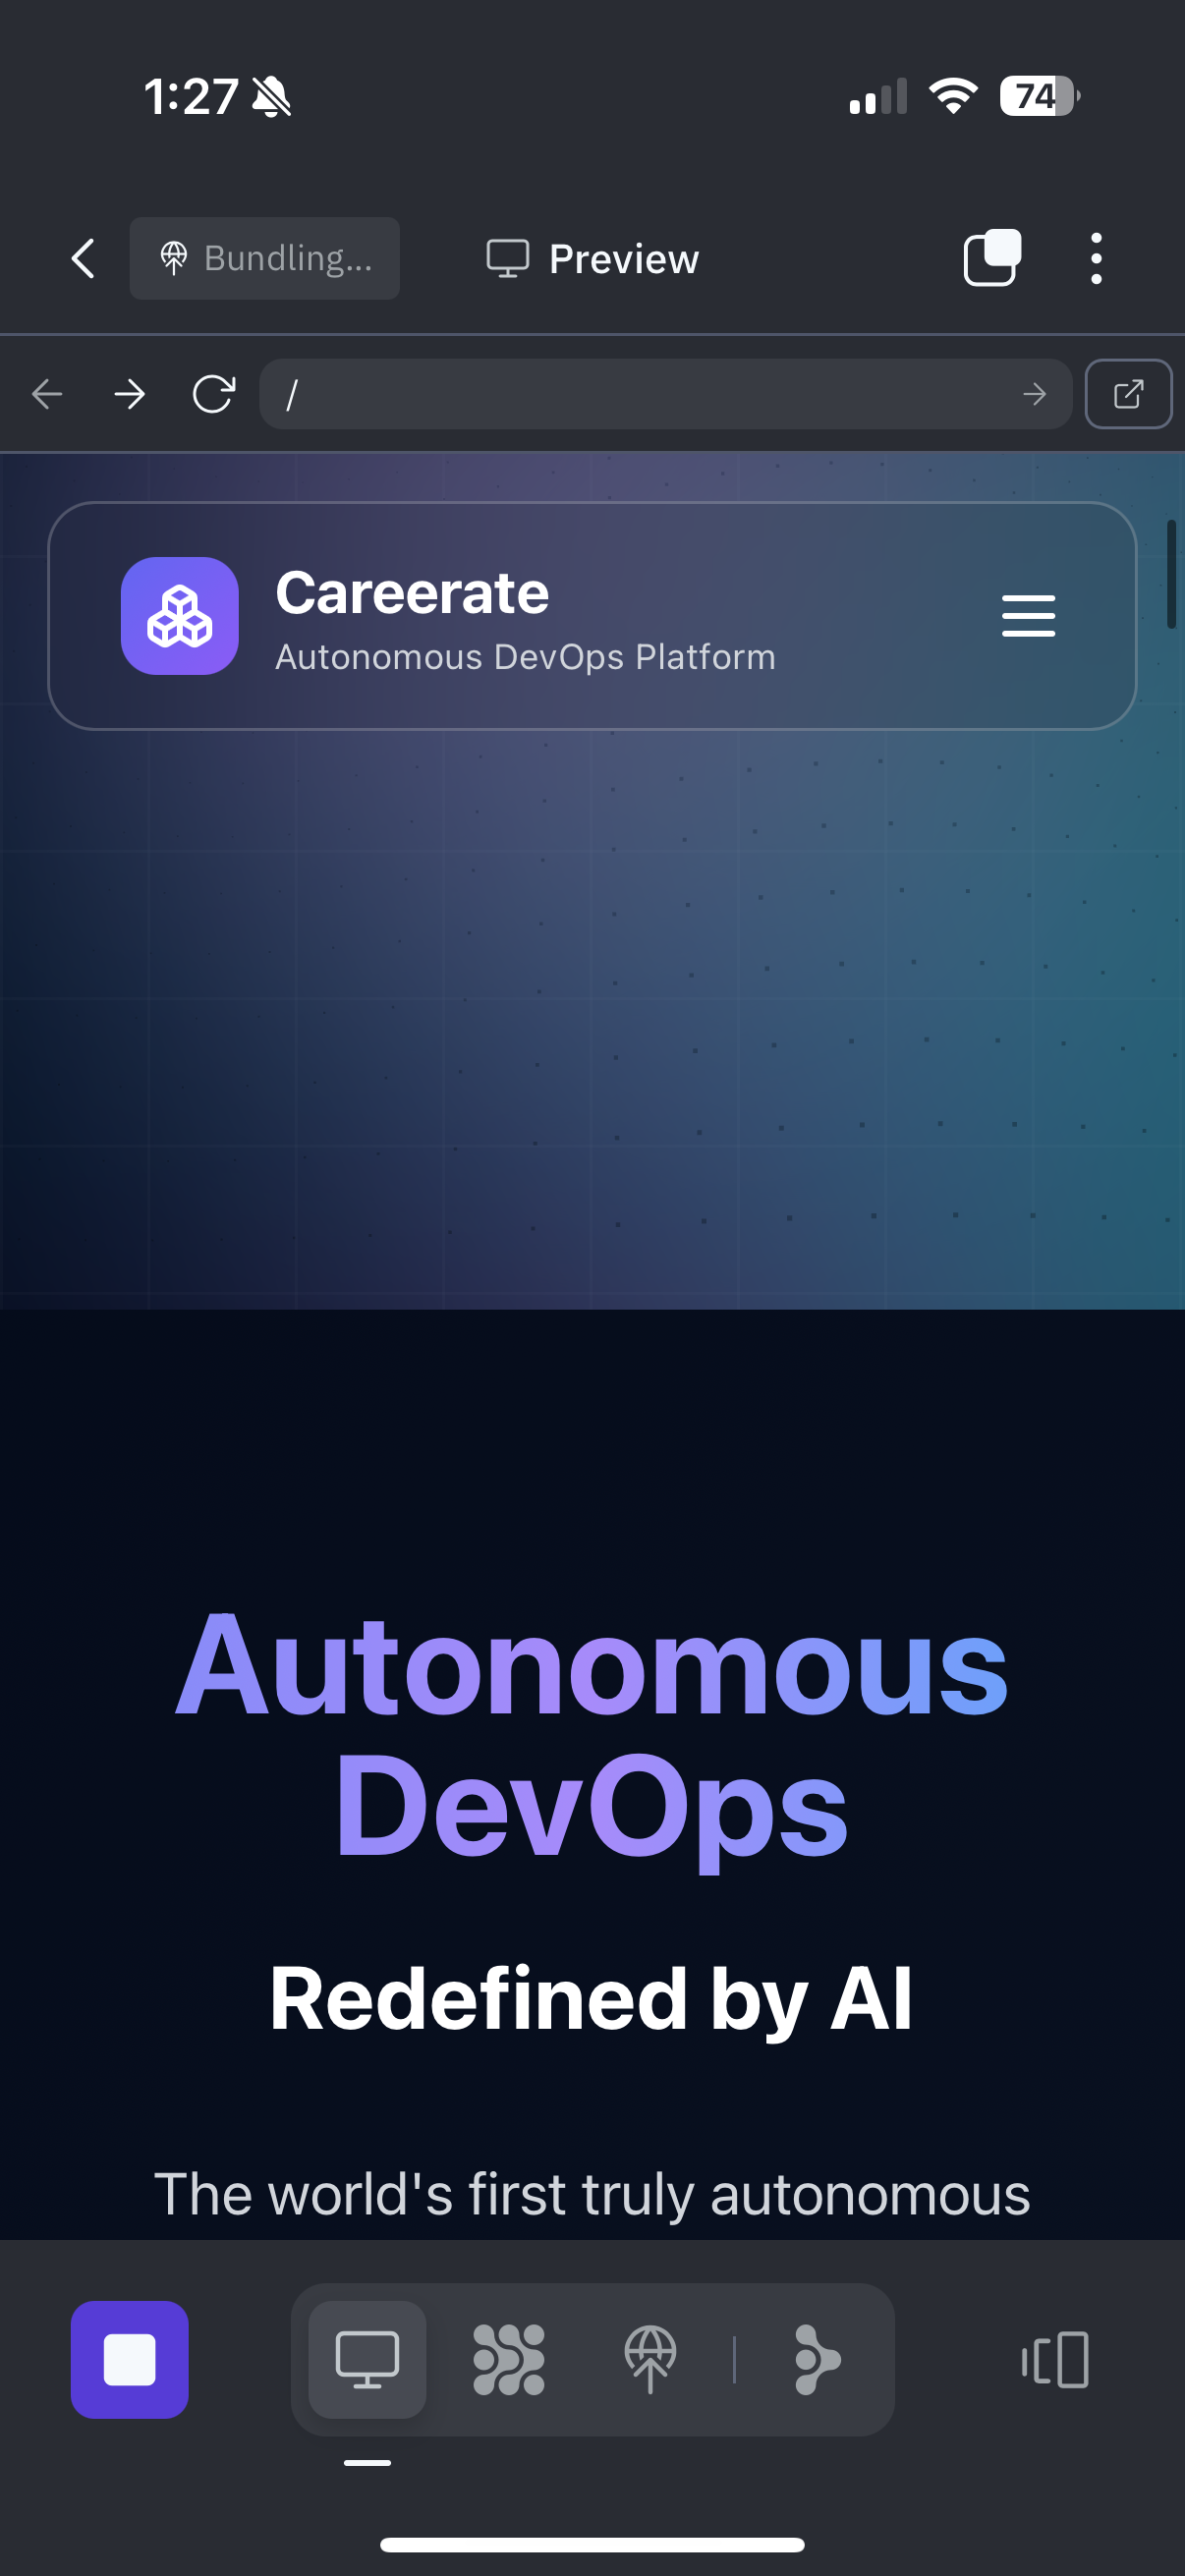 1:27
74
Bundling...
Preview
/
Careerate
Autonomous DevOps Platform
Autonomous
DevOps
Redefined by AI
The world's first truly autonomous